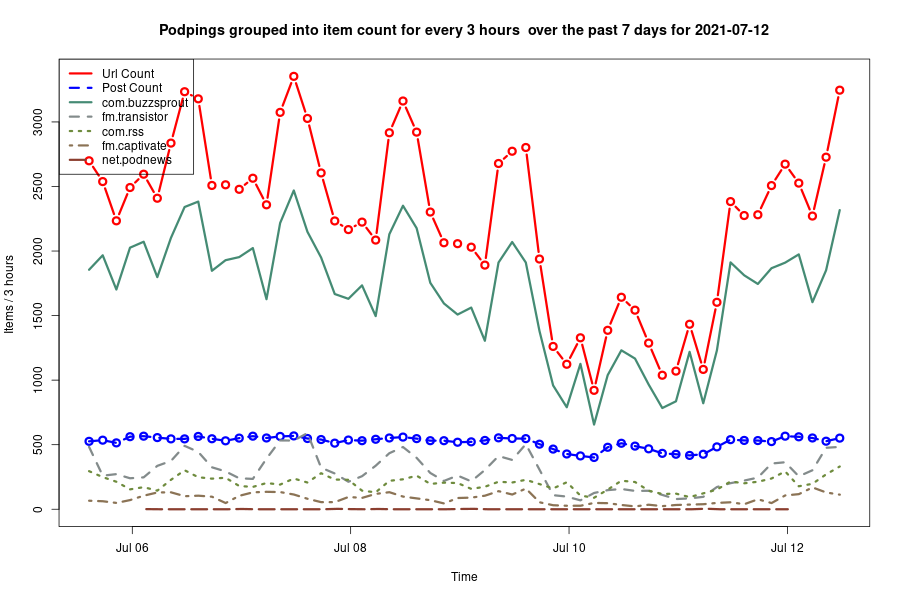 Podpings grouped into item count for every 3 hours  over the past 7 days for 2021-07-12
Url Count
Post Count
com.buzzsprout
fm.transistor
com.rss
fm.captivate
net.podnews
Items / 3 hours
3000
2500
2000
1500
1000
500
0
Jul 06
Jul 08
Jul 10
Jul 12
Time